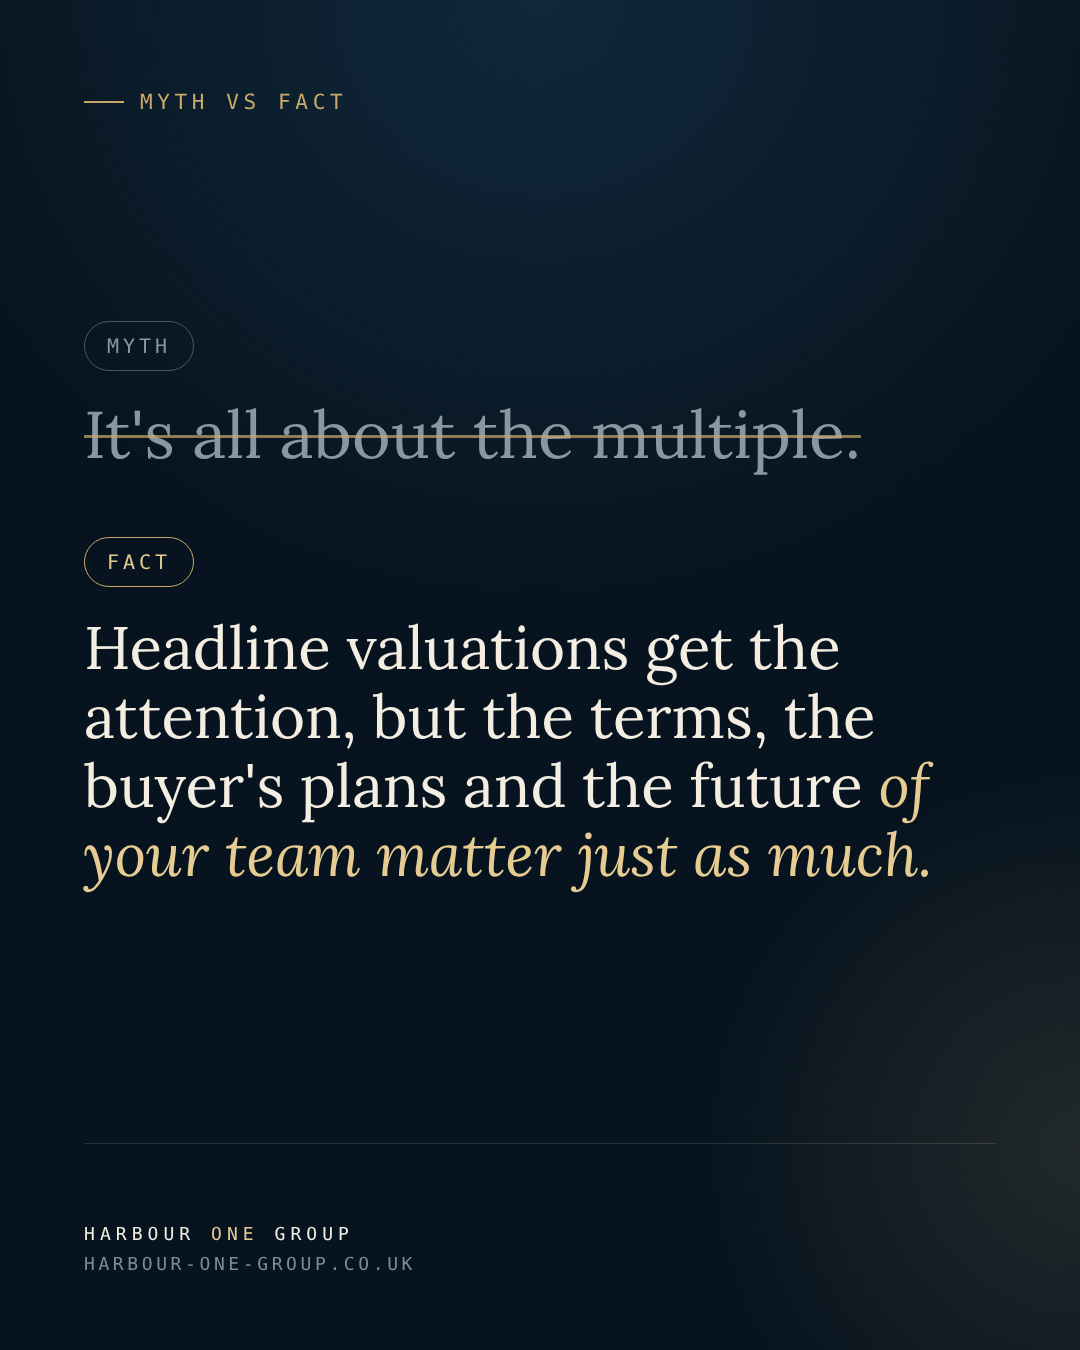 MYTH VS FACT
MYTH
It's all about the multiple.
FACT
Headline valuations get the
attention, but the terms, the
buyer's plans and the future of
your team matter just as much.
HARBOUR ONE GROUP
HARBOUR-ONE-GROUP.CO.UK